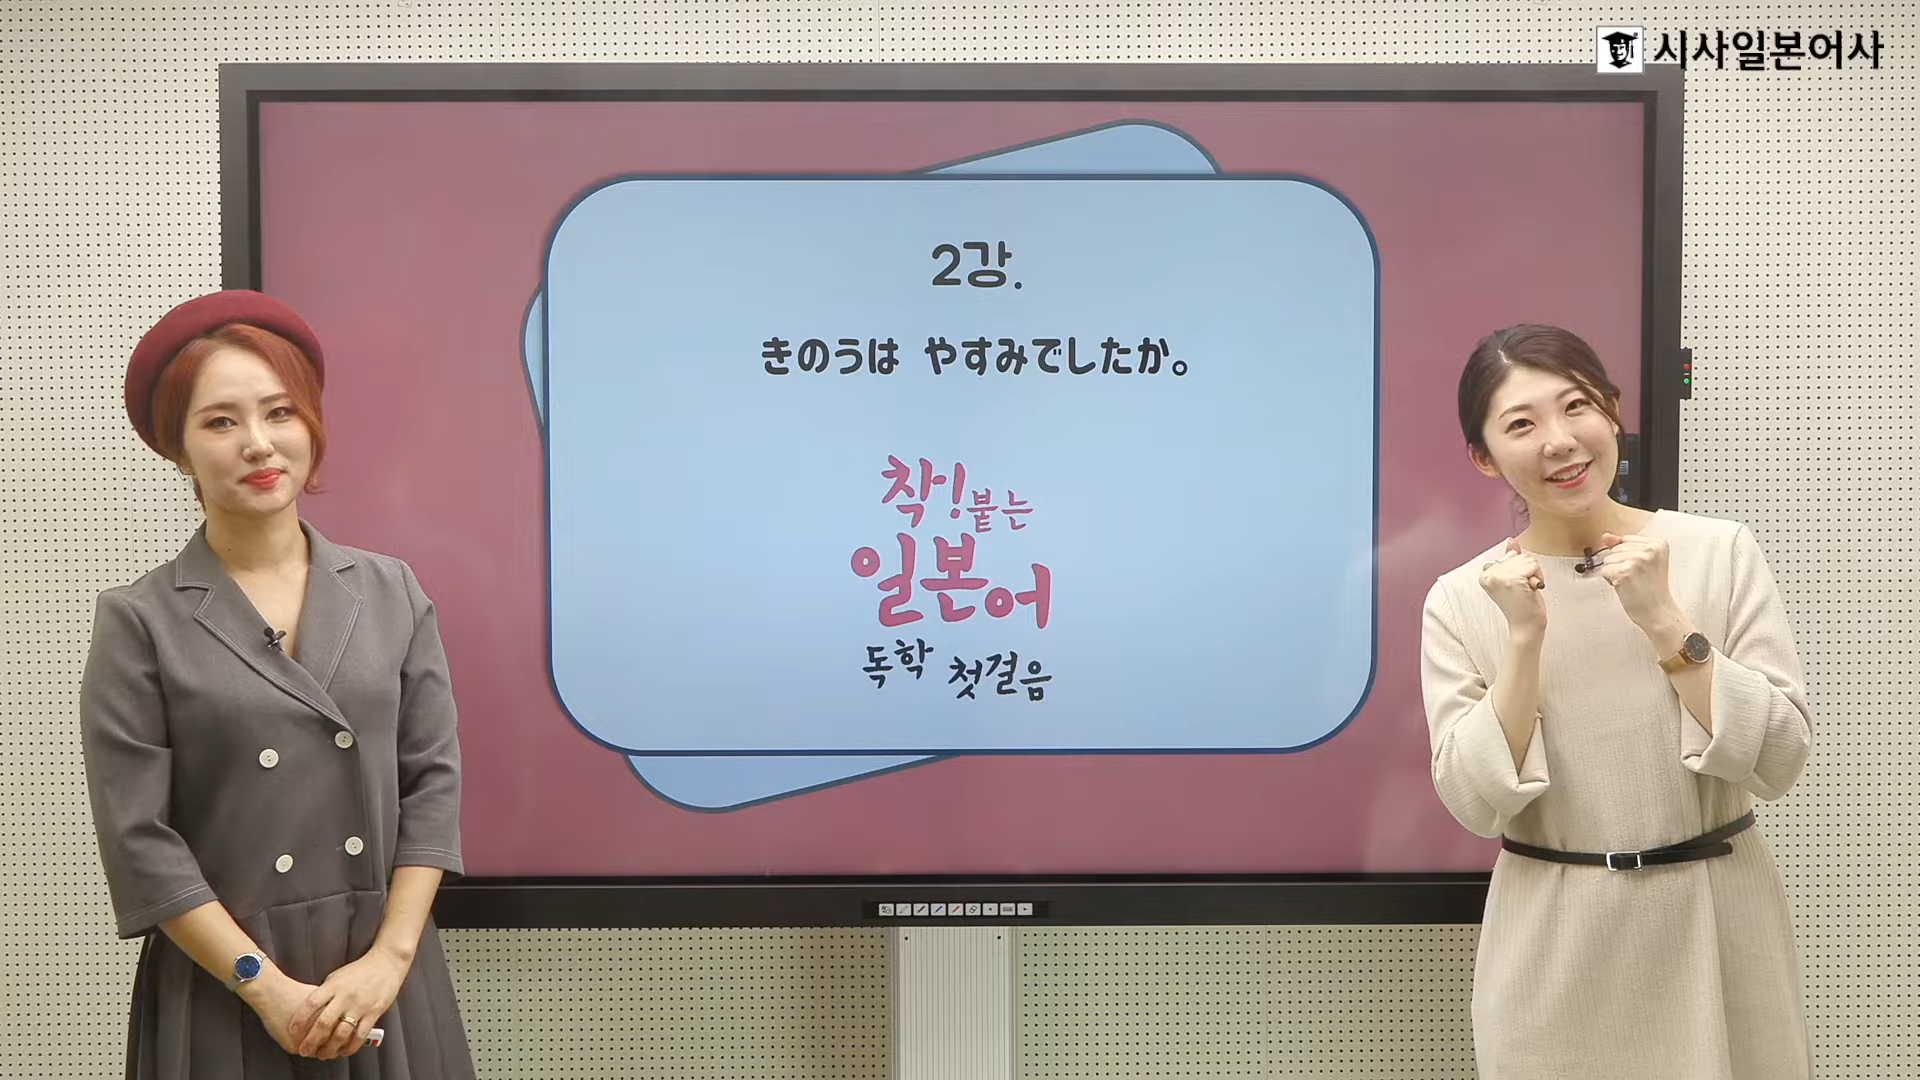 시사일본어사
2강.
きのうは やすみでしたか。
착!붙는
일본어
독학 첫걸음